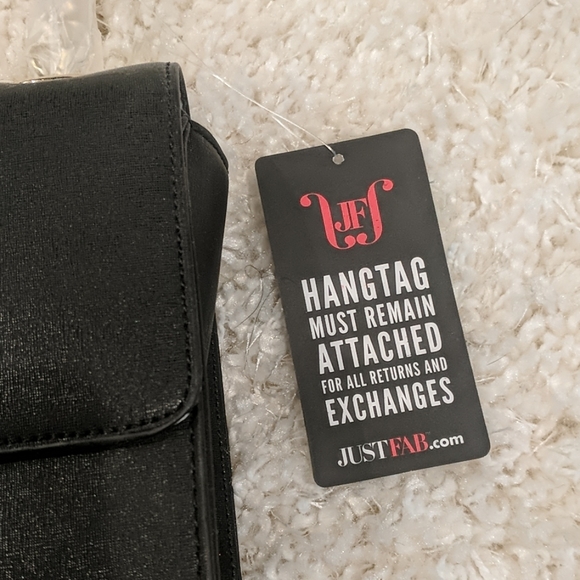 JF
HANGTAG
MUST REMAIN
ATTACHED
FOR ALL RETURNS AND
EXCHANGES
JUSTFAB.com